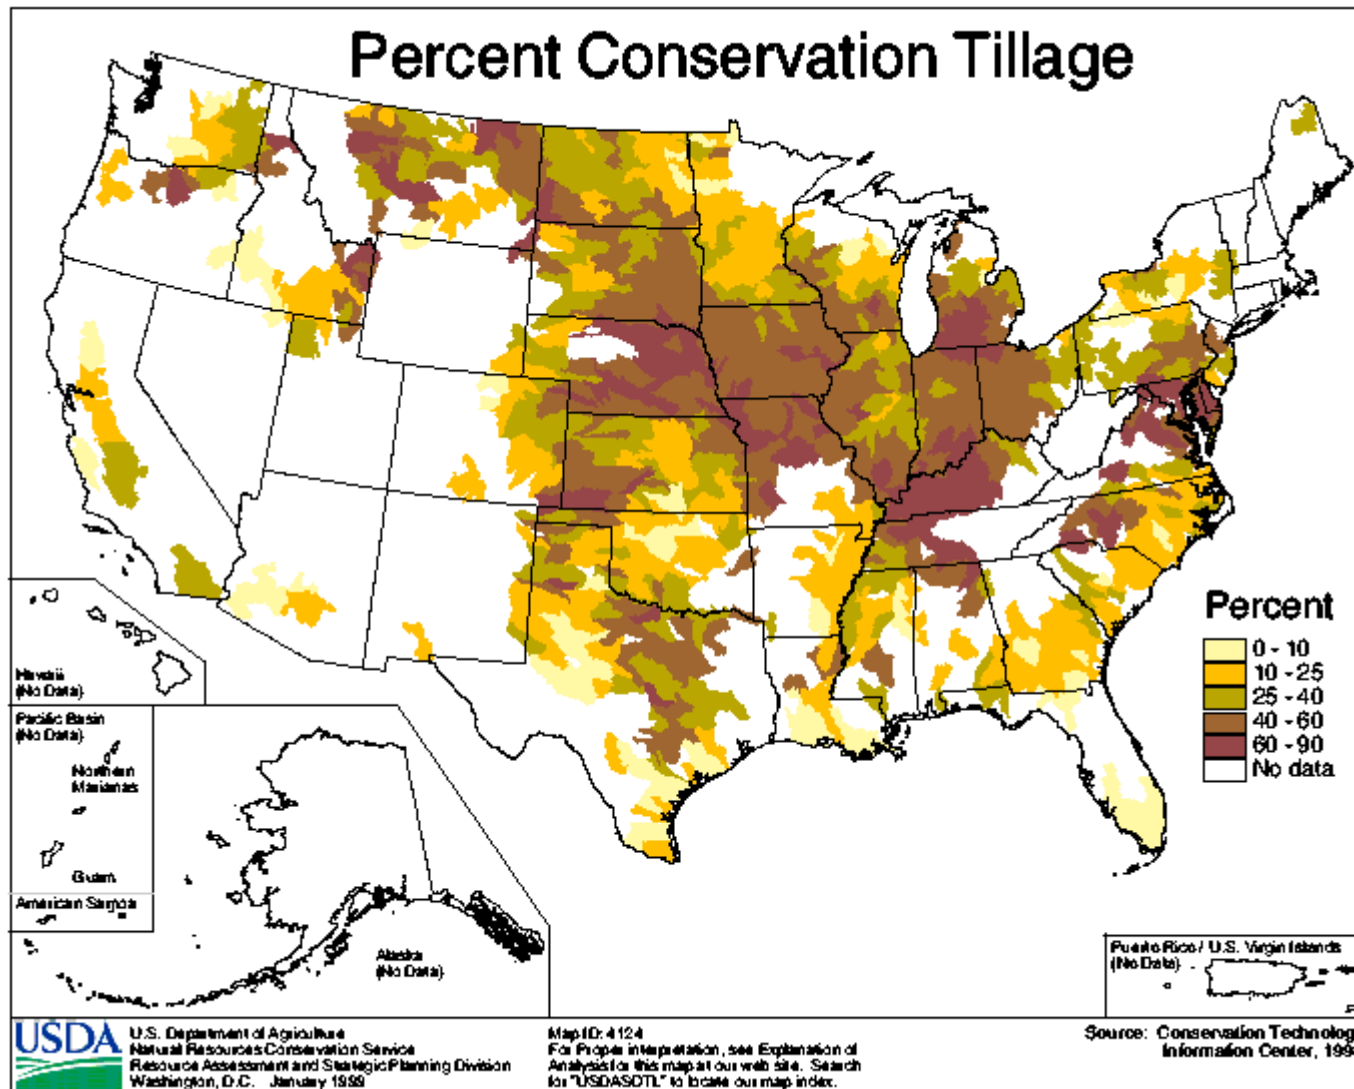 Percent Conservation Tillage
Percent
0 - 10
10 - 25
25 - 40
40 - 60
60 - 90
No data
Hawaii
(No Data)
Pacific Basin
(No Data)
Northern
Marianas
Guam
American Samoa
Alaska
(No Data)
Puerto Rico / U.S. Virgin Islands
(No Data)
USDA
U.S. Department of Agriculture
Natural Resources Conservation Service
Resource Assessment and Strategic Planning Division
Washington, D.C. January 1999
Map ID: 4124
For Proper interpretation, see Explanation of
Analysis for this map at our web site. Search
for "USDASDTL" to locate our map index.
Source: Conservation Technolog
Information Center, 199